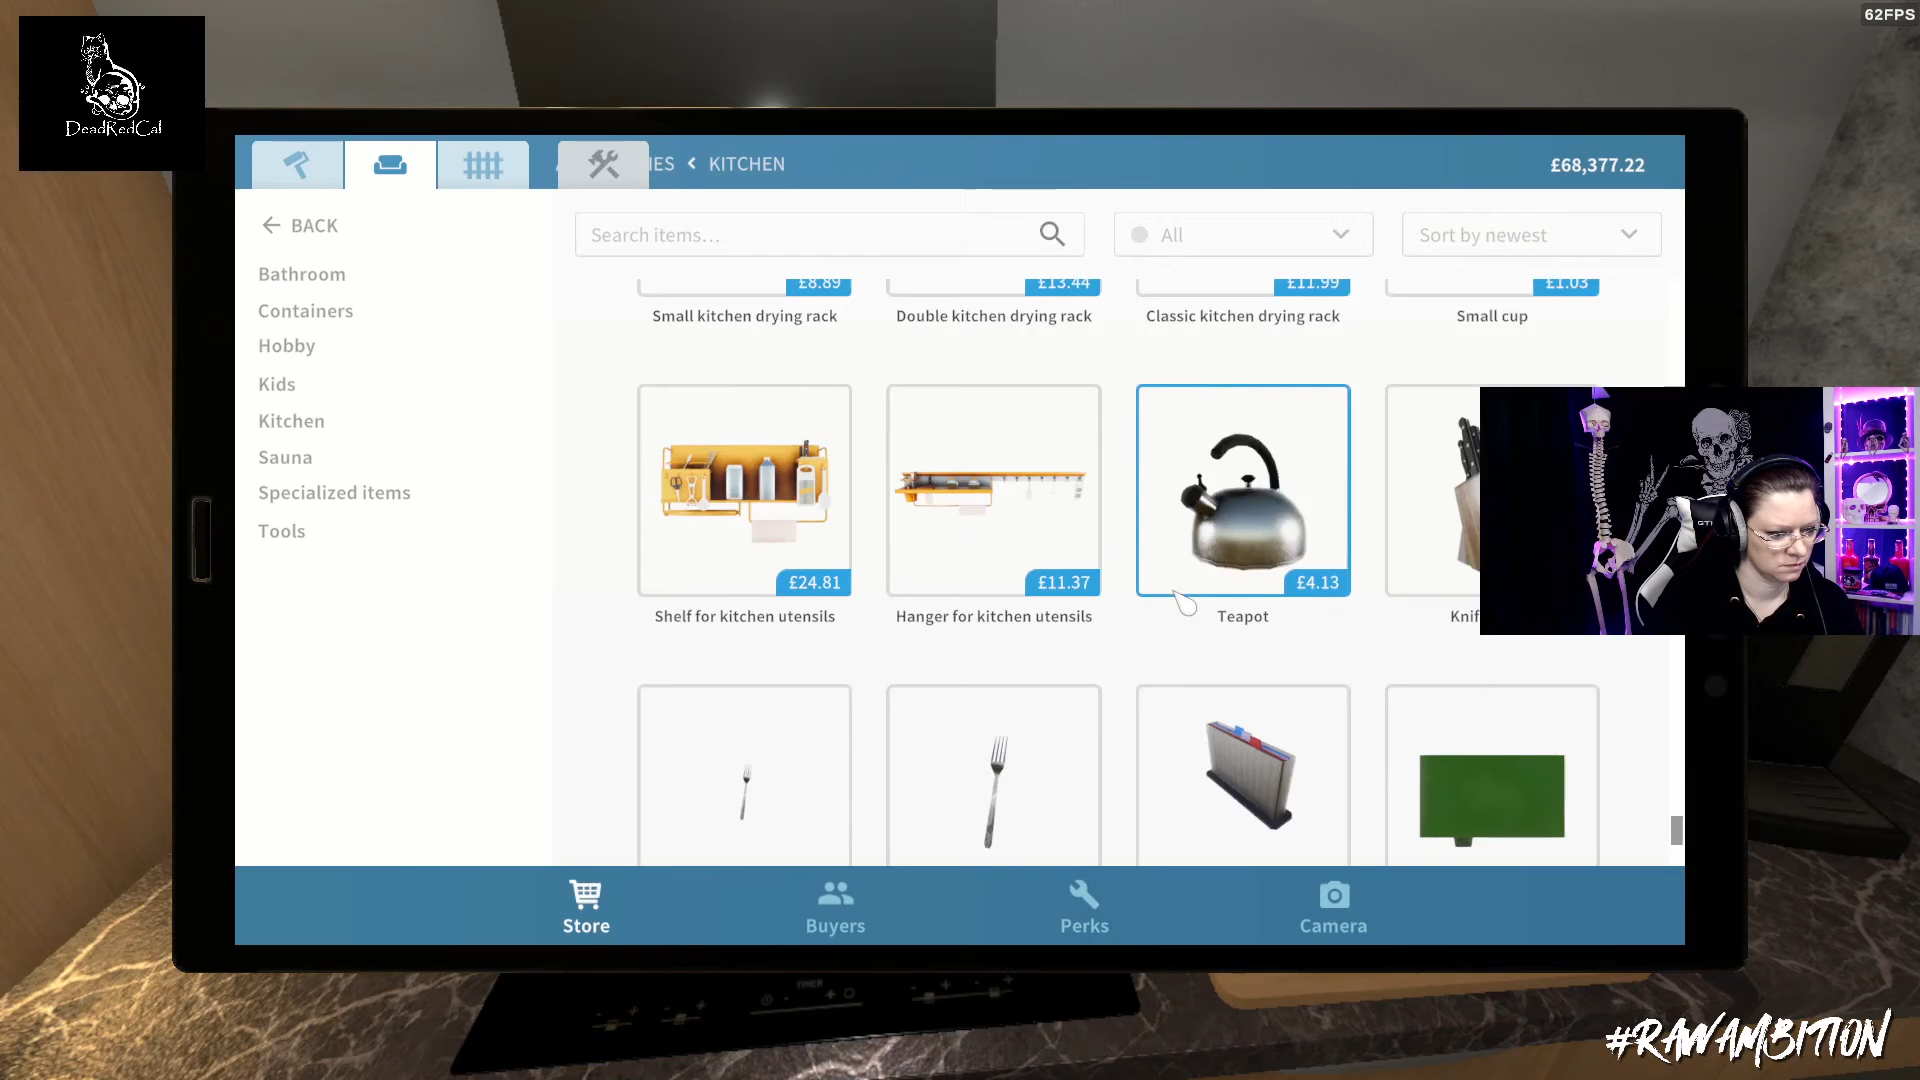 62FPS
DeadRedCal
IES < KITCHEN
£68,377.22
BACK
Search items...
All
Sort by newest
Bathroom
Containers
Hobby
Kids
Kitchen
Sauna
Specialized items
Tools
£8.89
£13.44
£11.99
£1.03
Small kitchen drying rack
Double kitchen drying rack
Classic kitchen drying rack
Small cup
£24.81
£11.37
£4.13
Shelf for kitchen utensils
Hanger for kitchen utensils
Teapot
Knif
GT
Store
Buyers
Perks
Camera
TIMER
#RAWAMBITION